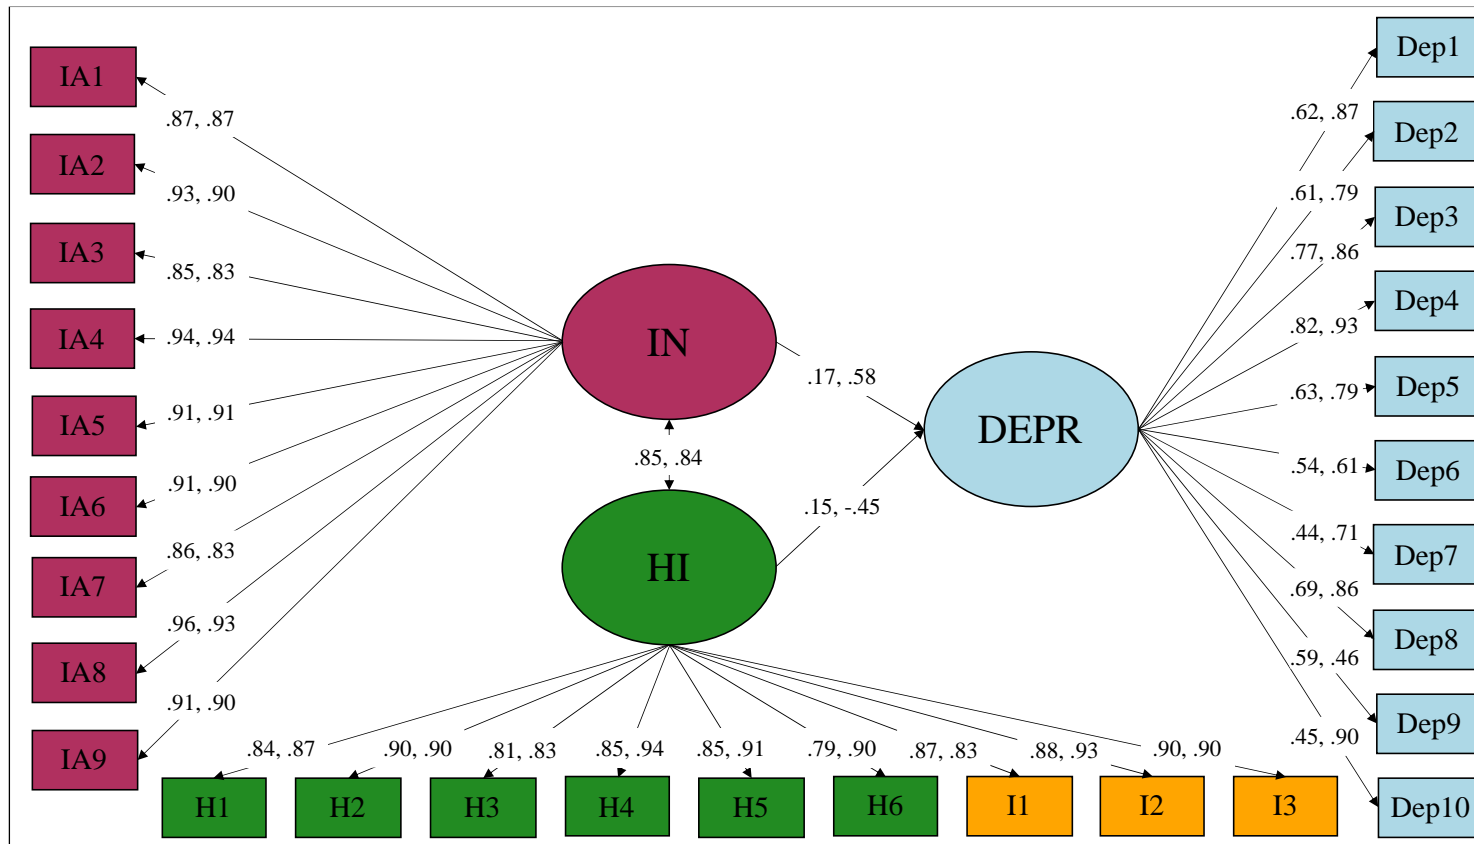 IA1
IA2
IA3
IA4
IA5
IA6
IA7
IA8
IA9
.87, .87
.93, .90
.85, .83
.94, .94
.91, .91
.91, .90
.86, .83
.96, .93
.91, .90
IN
.85, .84
HI
.17, .58
.15, -.45
DEPR
.62, .87
.61, .79
.77, .86
.82, .93
.63, .79
.54, .61
.44, .71
.69, .86
.59, .46
.45, .90
Dep1
Dep2
Dep3
Dep4
Dep5
Dep6
Dep7
Dep8
Dep9
Dep10
.84, .87
.90, .90
.81, .83
.85, .94
.85, .91
.79, .90
.87, .83
.88, .93
.90, .90
H1
H2
H3
H4
H5
H6
I1
I2
I3